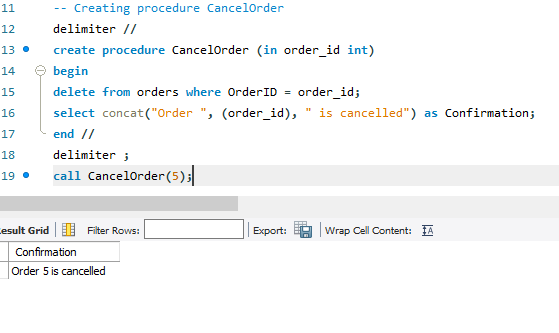 11 -- Creating procedure CancelOrder
12 delimiter //
13 create procedure CancelOrder (in order_id int)
14 begin
15 delete from orders where OrderID = order_id;
16 select concat("Order ", (order_id), " is cancelled") as Confirmation;
17 end //
18 delimiter ;
19 call CancelOrder(5);
esult Grid Filter Rows: Export: Wrap Cell Content: IA
Confirmation
Order 5 is cancelled